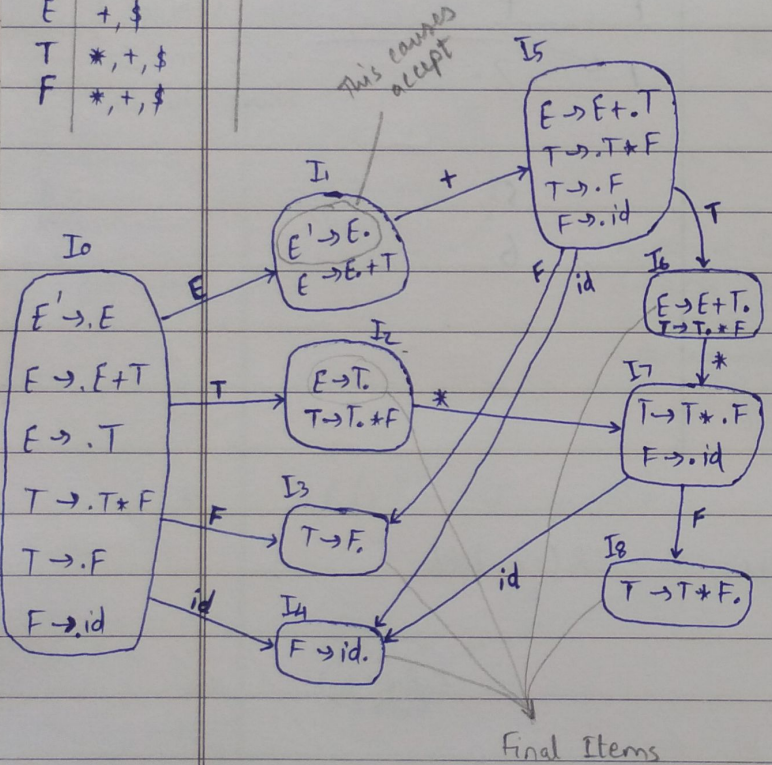 E +,$
T *,+,$
F *,+,$
This causes
accept
I5
E→E+.T
T→.T*F
T→.F
F→.id
I1
E'→E.
E→E.+T
+
I0
E'→.E
E→.E+T
E→.T
T→.T*F
T→.F
F→.id
E
T
F
id
I2
E→T.
T→T.*F
*
F
id
T
I6
E→E+T.
T→T.*F
*
I7
T→T*.F
F→.id
I3
T→F.
id
F
I4
F→id.
I8
T→T*F.
Final Items